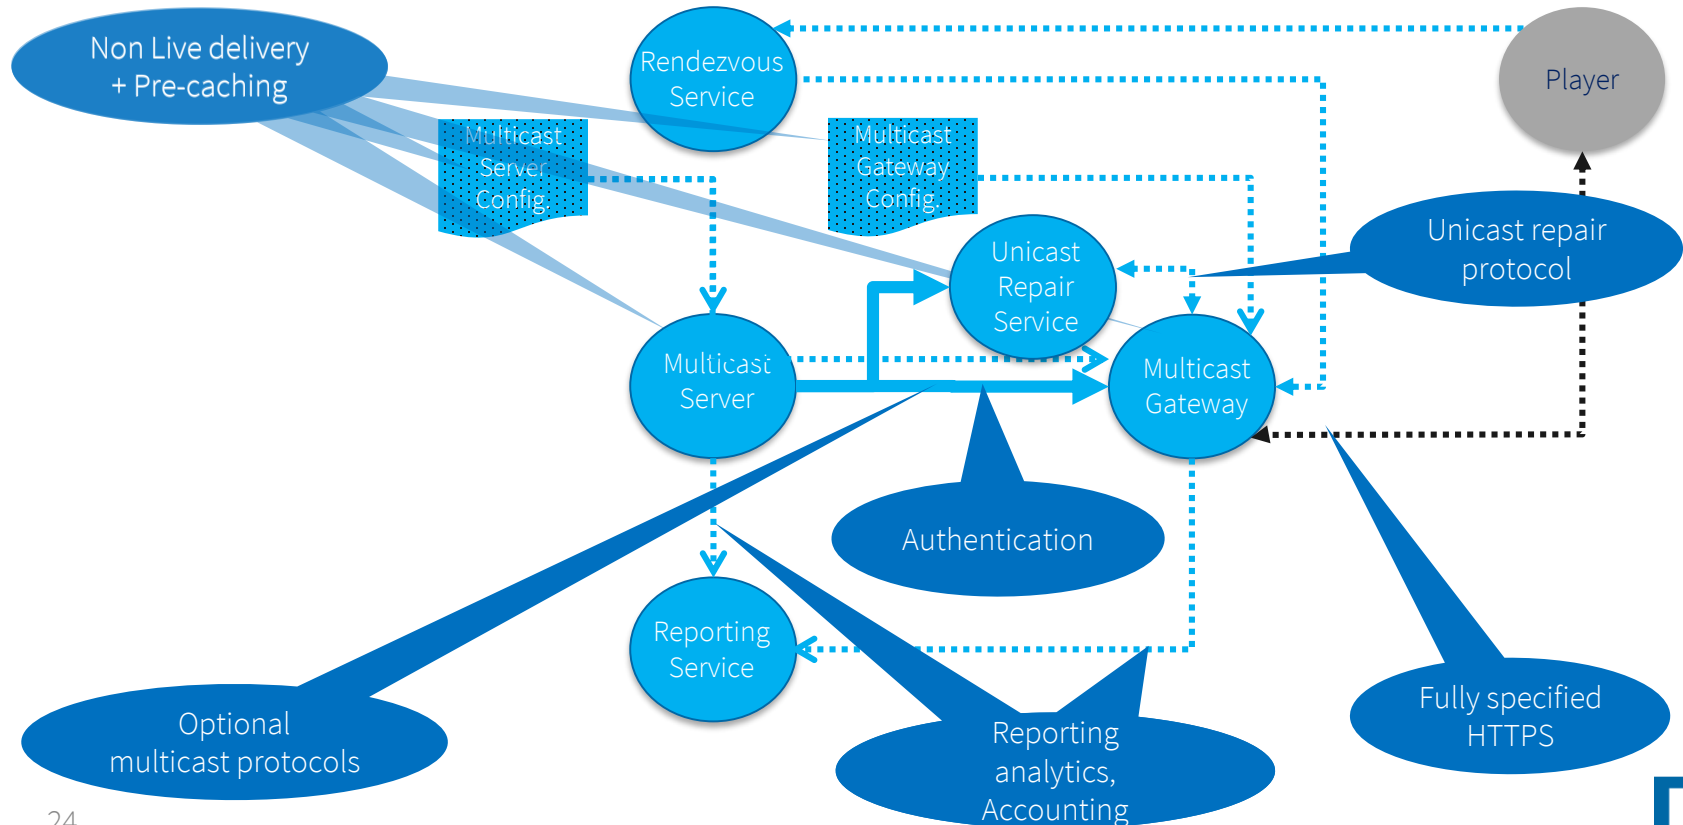 Non Live delivery
+ Pre-caching
Rendezvous
Service
Player
Multicast
Server
Config.
Multicast
Gateway
Config.
Unicast
Repair
Service
Unicast repair
protocol
Multicast
Server
Multicast
Gateway
Authentication
Reporting
Service
Optional
multicast protocols
Reporting
analytics,
Accounting
Fully specified
HTTPS
24